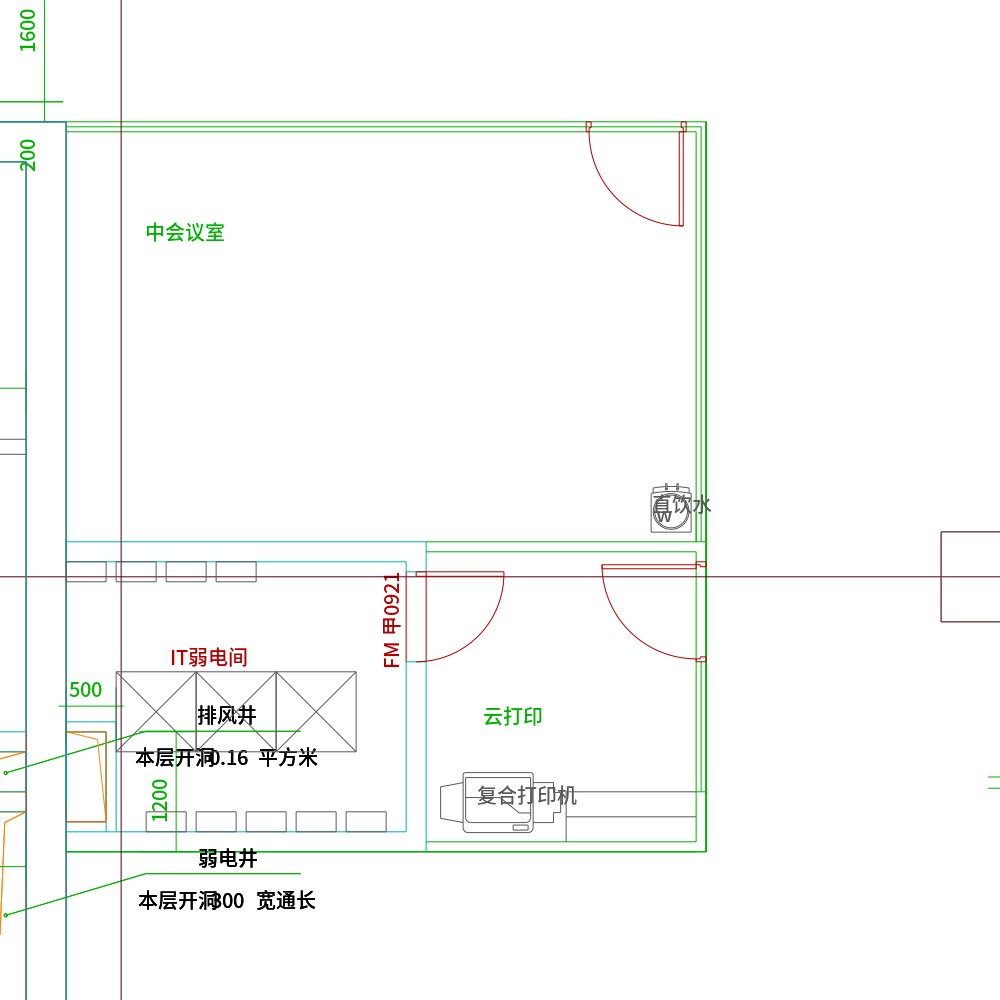 1600
200
中会议室
直饮水
W
FM 甲0921
IT弱电间
500
排风井
云打印
本层开洞0.16 平方米
1200
复合打印机
弱电井
本层开洞300 宽通长